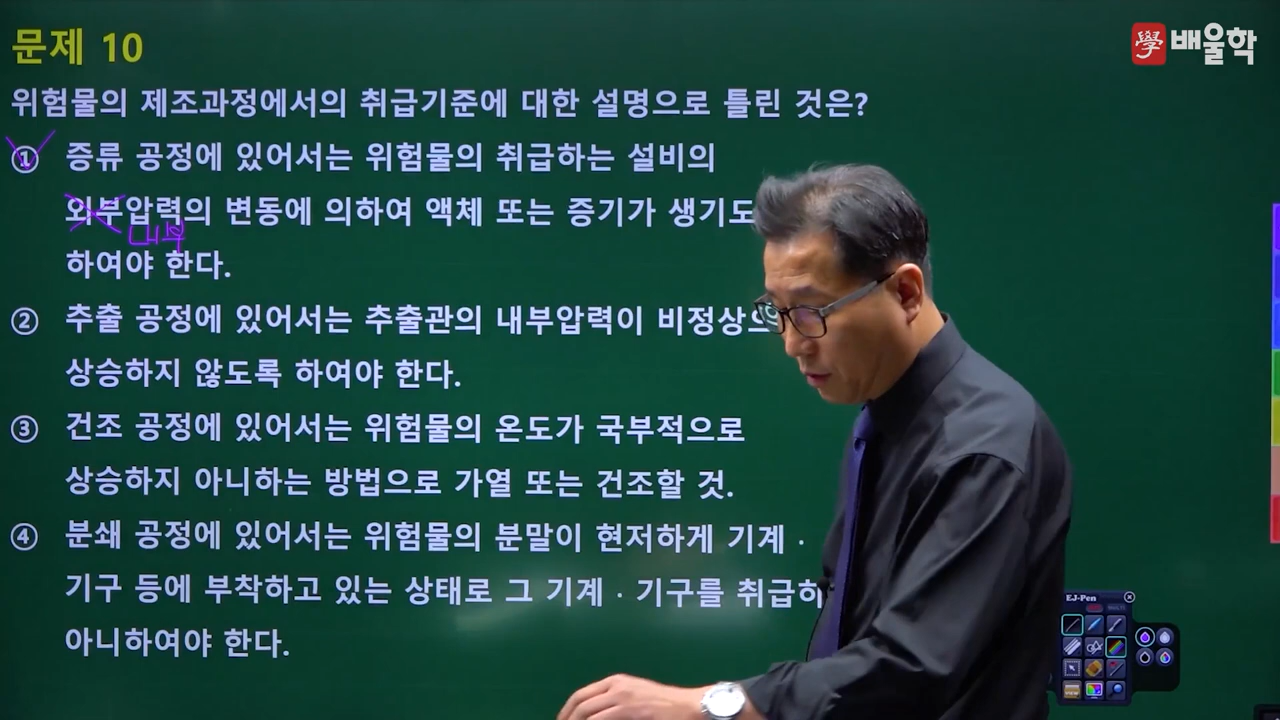 문제 10
學 배울학
위험물의 제조과정에서의 취급기준에 대한 설명으로 틀린 것은?
① 증류 공정에 있어서는 위험물의 취급하는 설비의
외부압력의 변동에 의하여 액체 또는 증기가 생기도
내부
하여야 한다.
② 추출 공정에 있어서는 추출관의 내부압력이 비정상으
상승하지 않도록 하여야 한다.
③ 건조 공정에 있어서는 위험물의 온도가 국부적으로
상승하지 아니하는 방법으로 가열 또는 건조할 것.
④ 분쇄 공정에 있어서는 위험물의 분말이 현저하게 기계 ·
기구 등에 부착하고 있는 상태로 그 기계 · 기구를 취급하
아니하여야 한다.
EJ-Pen
VIEW